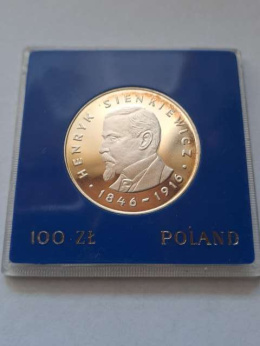 HENRYK SIENKIEWICZ
· 1846-1916 ·
100 ZŁ POLAND